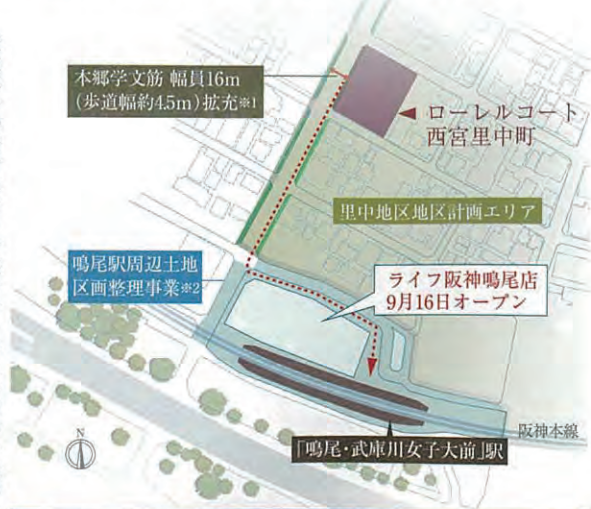 本郷学文筋 幅員16m
(歩道幅約4.5m)拡充※1
◀ ローレルコート
西宮里中町
里中地区地区計画エリア
鳴尾駅周辺土地
区画整理事業※2
ライフ阪神鳴尾店
9月16日オープン
阪神本線
「鳴尾・武庫川女子大前」駅
N